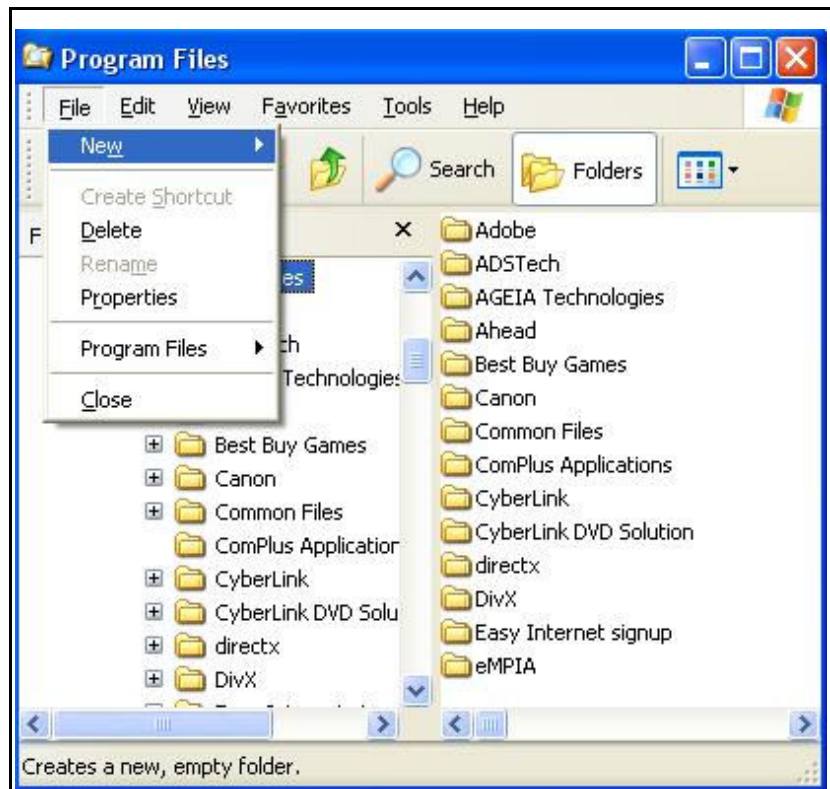 Program Files
File Edit View Favorites Tools Help
New
Create Shortcut
Delete
Rename
Properties
Program Files
Close
Search Folders
F
es
ch
Technologies
Best Buy Games
Canon
Common Files
ComPlus Application
CyberLink
CyberLink DVD Solu
directx
DivX
Adobe
ADSTech
AGEIA Technologies
Ahead
Best Buy Games
Canon
Common Files
ComPlus Applications
CyberLink
CyberLink DVD Solution
directx
DivX
Easy Internet signup
eMPIA
Creates a new, empty folder.